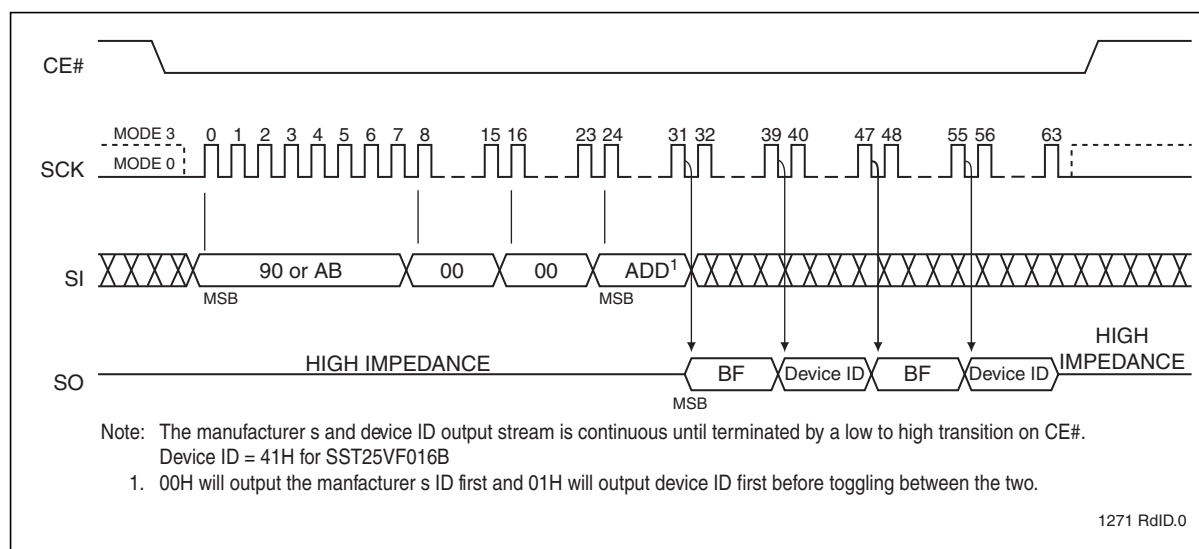 CE#
MODE 3 0 1 2 3 4 5 6 7 8 15 16 23 24 31 32 39 40 47 48 55 56 63
SCK MODE 0
SI 90 or AB 00 00 ADD1
MSB MSB
HIGH IMPEDANCE HIGH IMPEDANCE
SO BF Device ID BF Device ID
MSB
Note: The manufacturer s and device ID output stream is continuous until terminated by a low to high transition on CE#.
Device ID = 41H for SST25VF016B
1. 00H will output the manfacturer s ID first and 01H will output device ID first before toggling between the two.
1271 RdID.0